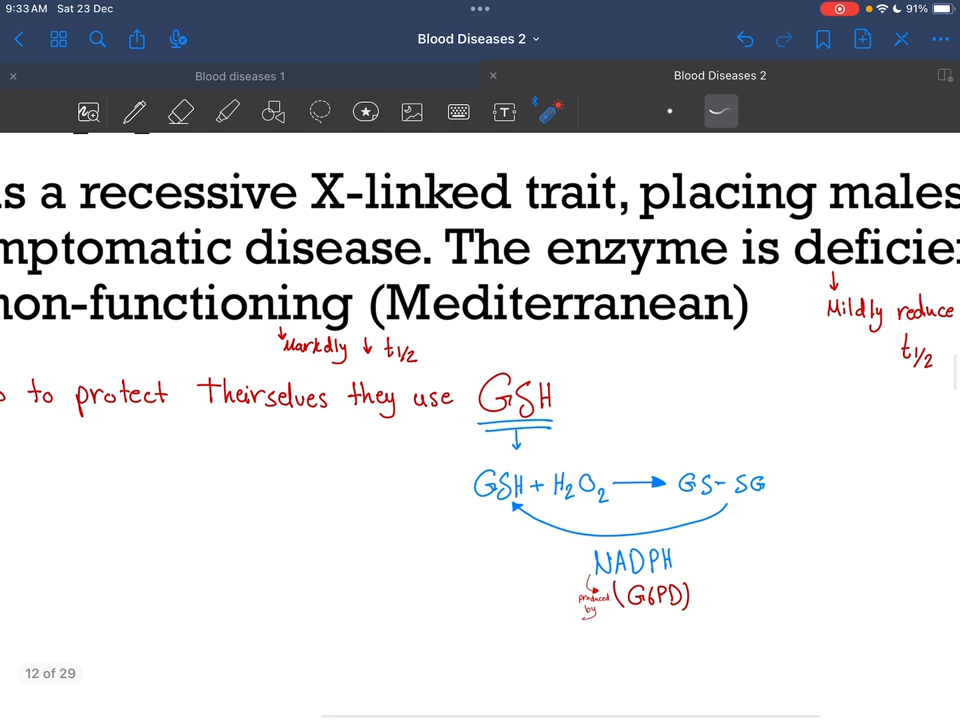 9:33 AM Sat 23 Dec
91%
Blood Diseases 2
Blood diseases 1
Blood Diseases 2
is a recessive X-linked trait, placing males
mptomatic disease. The enzyme is deficie
non-functioning (Mediterranean)
Mildly reduce
t1/2
Markdly ↓ t1/2
to protect Theirselves they use GSH
GSH + H2O2 → GS-SG
NADPH
produced by (G6PD)
12 of 29